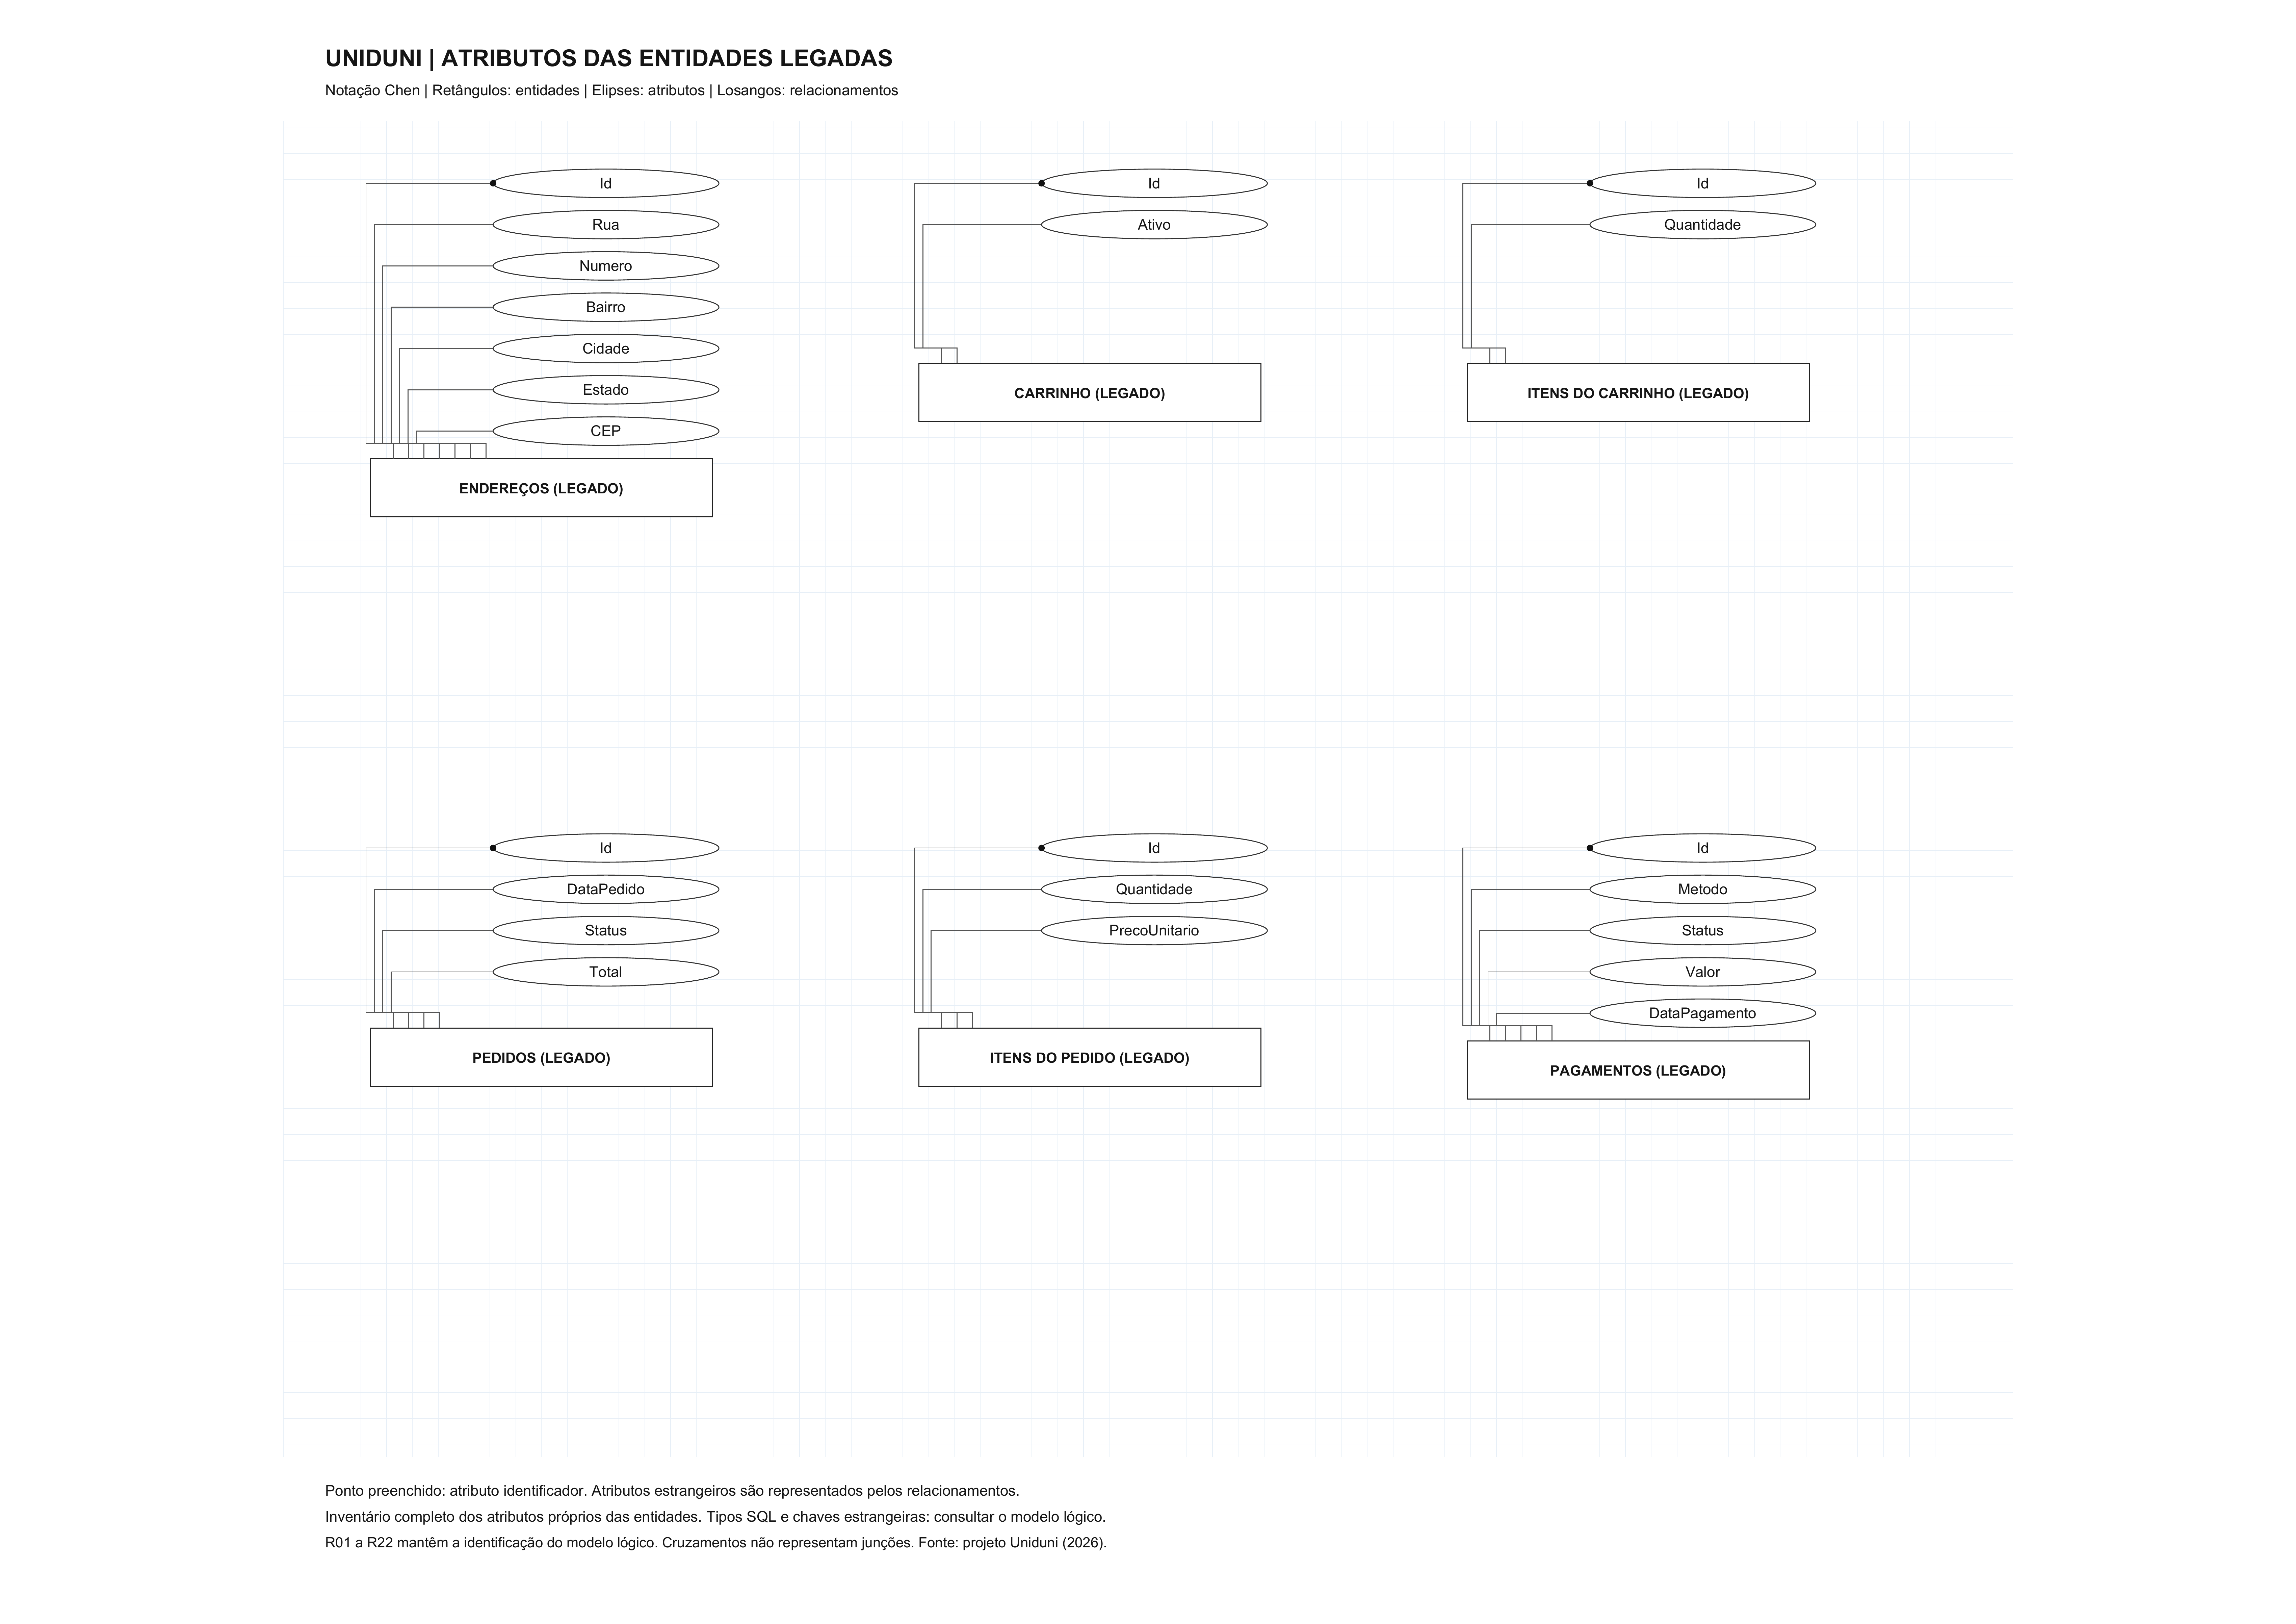 UNIDUNI | ATRIBUTOS DAS ENTIDADES LEGADAS
Notação Chen | Retângulos: entidades | Elipses: atributos | Losangos: relacionamentos
Id
Rua
Numero
Bairro
Cidade
Estado
CEP
ENDEREÇOS (LEGADO)
Id
Ativo
CARRINHO (LEGADO)
Id
Quantidade
ITENS DO CARRINHO (LEGADO)
Id
DataPedido
Status
Total
PEDIDOS (LEGADO)
Id
Quantidade
PrecoUnitario
ITENS DO PEDIDO (LEGADO)
Id
Metodo
Status
Valor
DataPagamento
PAGAMENTOS (LEGADO)
Ponto preenchido: atributo identificador. Atributos estrangeiros são representados pelos relacionamentos.
Inventário completo dos atributos próprios das entidades. Tipos SQL e chaves estrangeiras: consultar o modelo lógico.
R01 a R22 mantêm a identificação do modelo lógico. Cruzamentos não representam junções. Fonte: projeto Uniduni (2026).